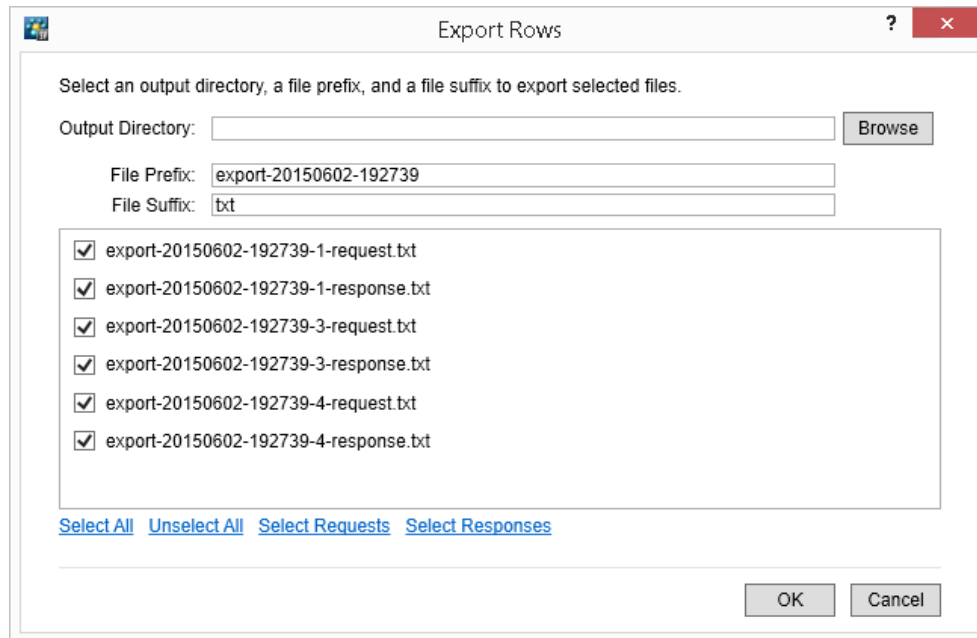 Export Rows
?
Select an output directory, a file prefix, and a file suffix to export selected files.
Output Directory: Browse
File Prefix: export-20150602-192739
File Suffix: txt
export-20150602-192739-1-request.txt
export-20150602-192739-1-response.txt
export-20150602-192739-3-request.txt
export-20150602-192739-3-response.txt
export-20150602-192739-4-request.txt
export-20150602-192739-4-response.txt
Select All Unselect All Select Requests Select Responses
OK Cancel